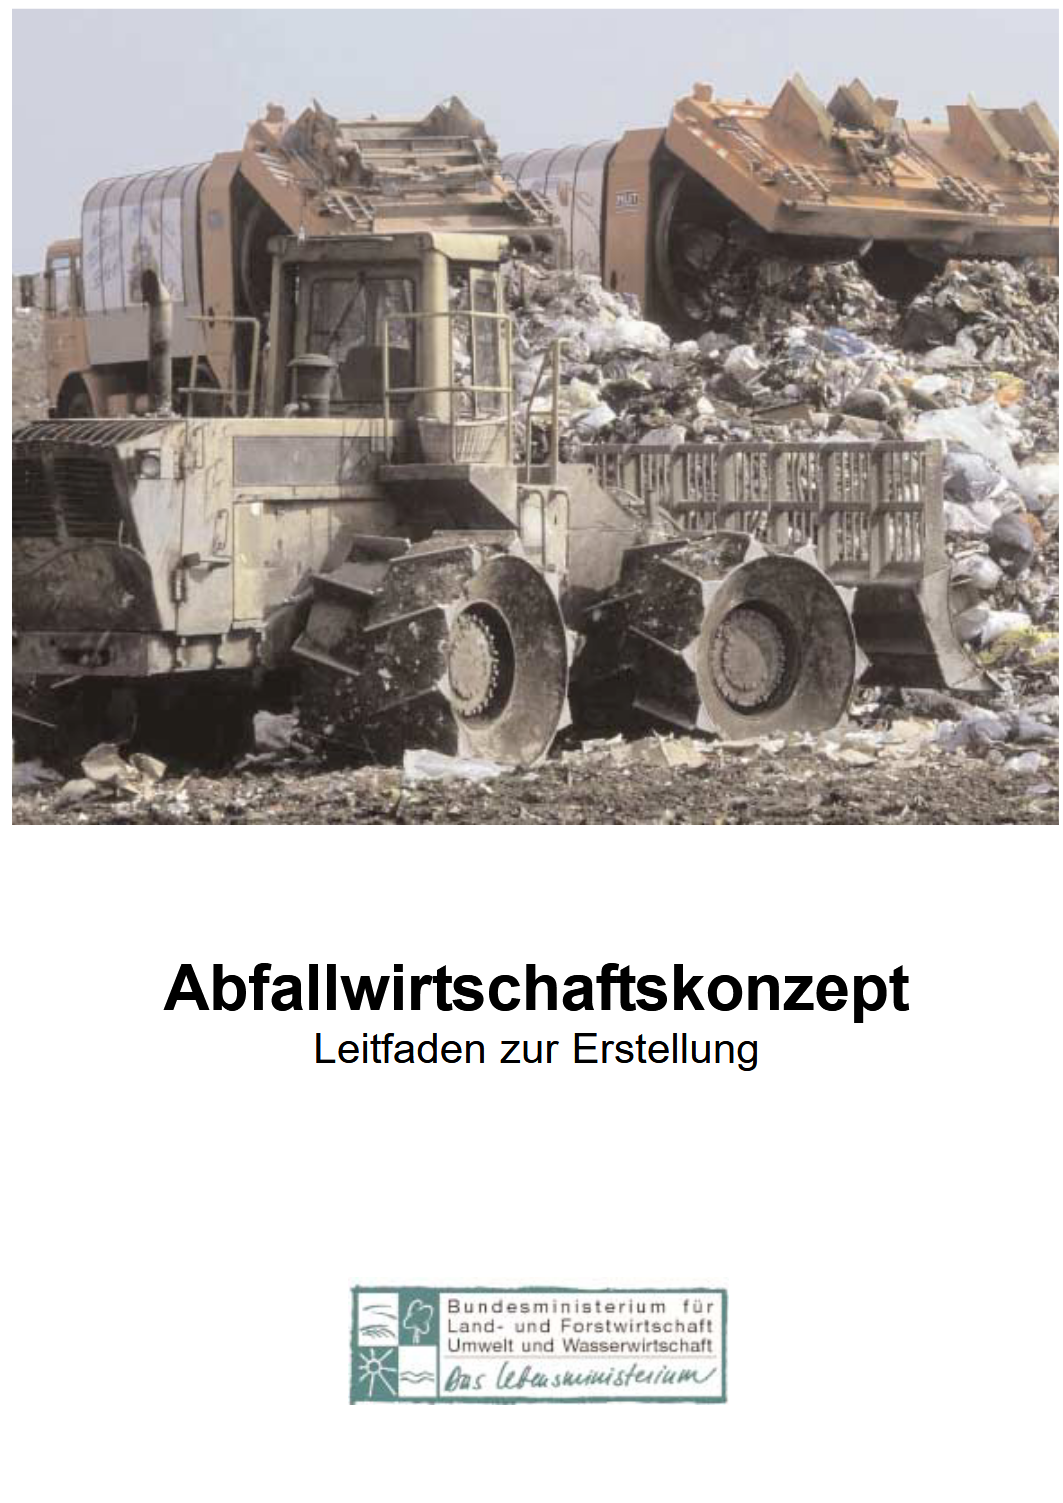 Abfallwirtschaftskonzept
Leitfaden zur Erstellung
Bundesministerium für
Land- und Forstwirtschaft
Umwelt und Wasserwirtschaft
Das Lebensministerium